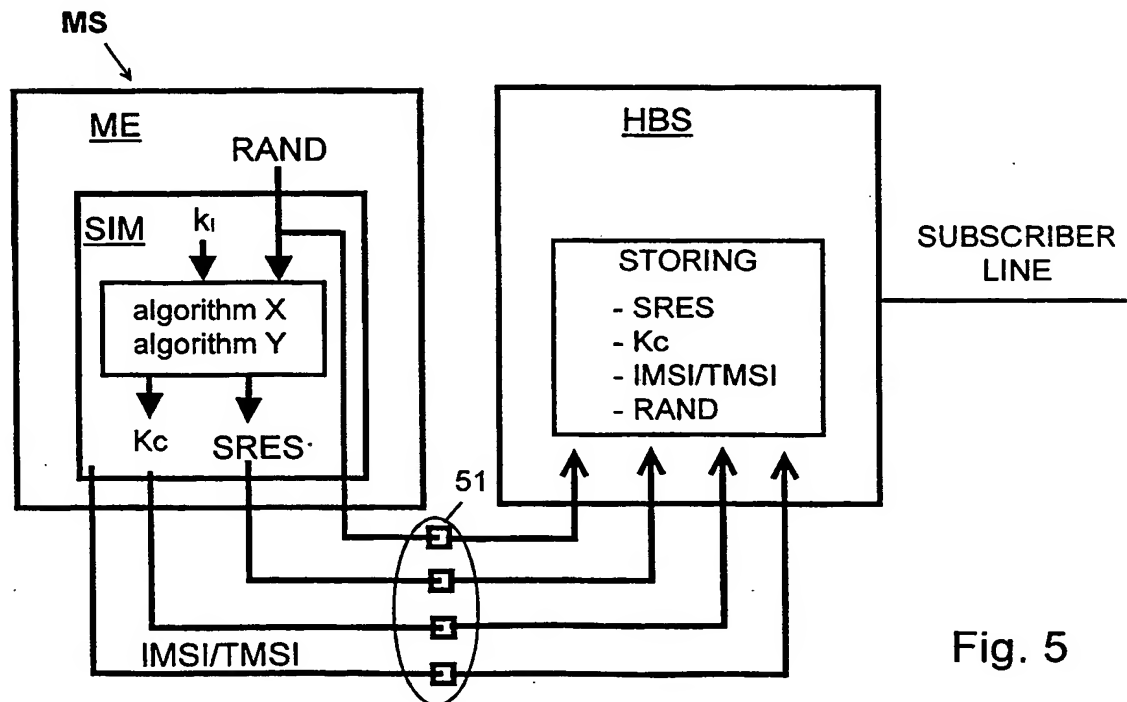 MS
ME
RAND
SIM
kI
algorithm X
algorithm Y
Kc
SRES
IMSI/TMSI
51
HBS
STORING
- SRES
- Kc
- IMSI/TMSI
- RAND
SUBSCRIBER
LINE
Fig. 5